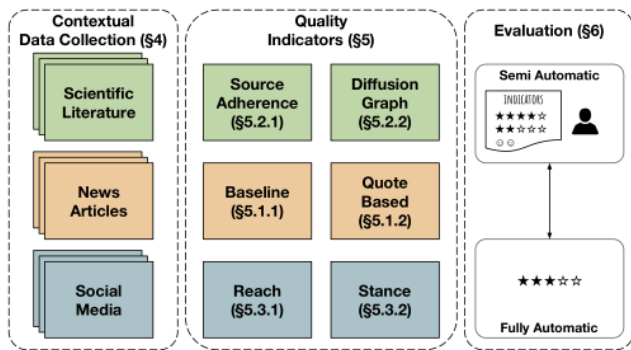 Contextual
Data Collection (§4)
Scientific
Literature
News
Articles
Social
Media
Quality
Indicators (§5)
Source
Adherence
(§5.2.1)
Diffusion
Graph
(§5.2.2)
Baseline
(§5.1.1)
Quote
Based
(§5.1.2)
Reach
(§5.3.1)
Stance
(§5.3.2)
Evaluation (§6)
Semi Automatic
INDICATORS
★★★★☆
★★☆☆☆
☺☺
★★★☆☆
Fully Automatic